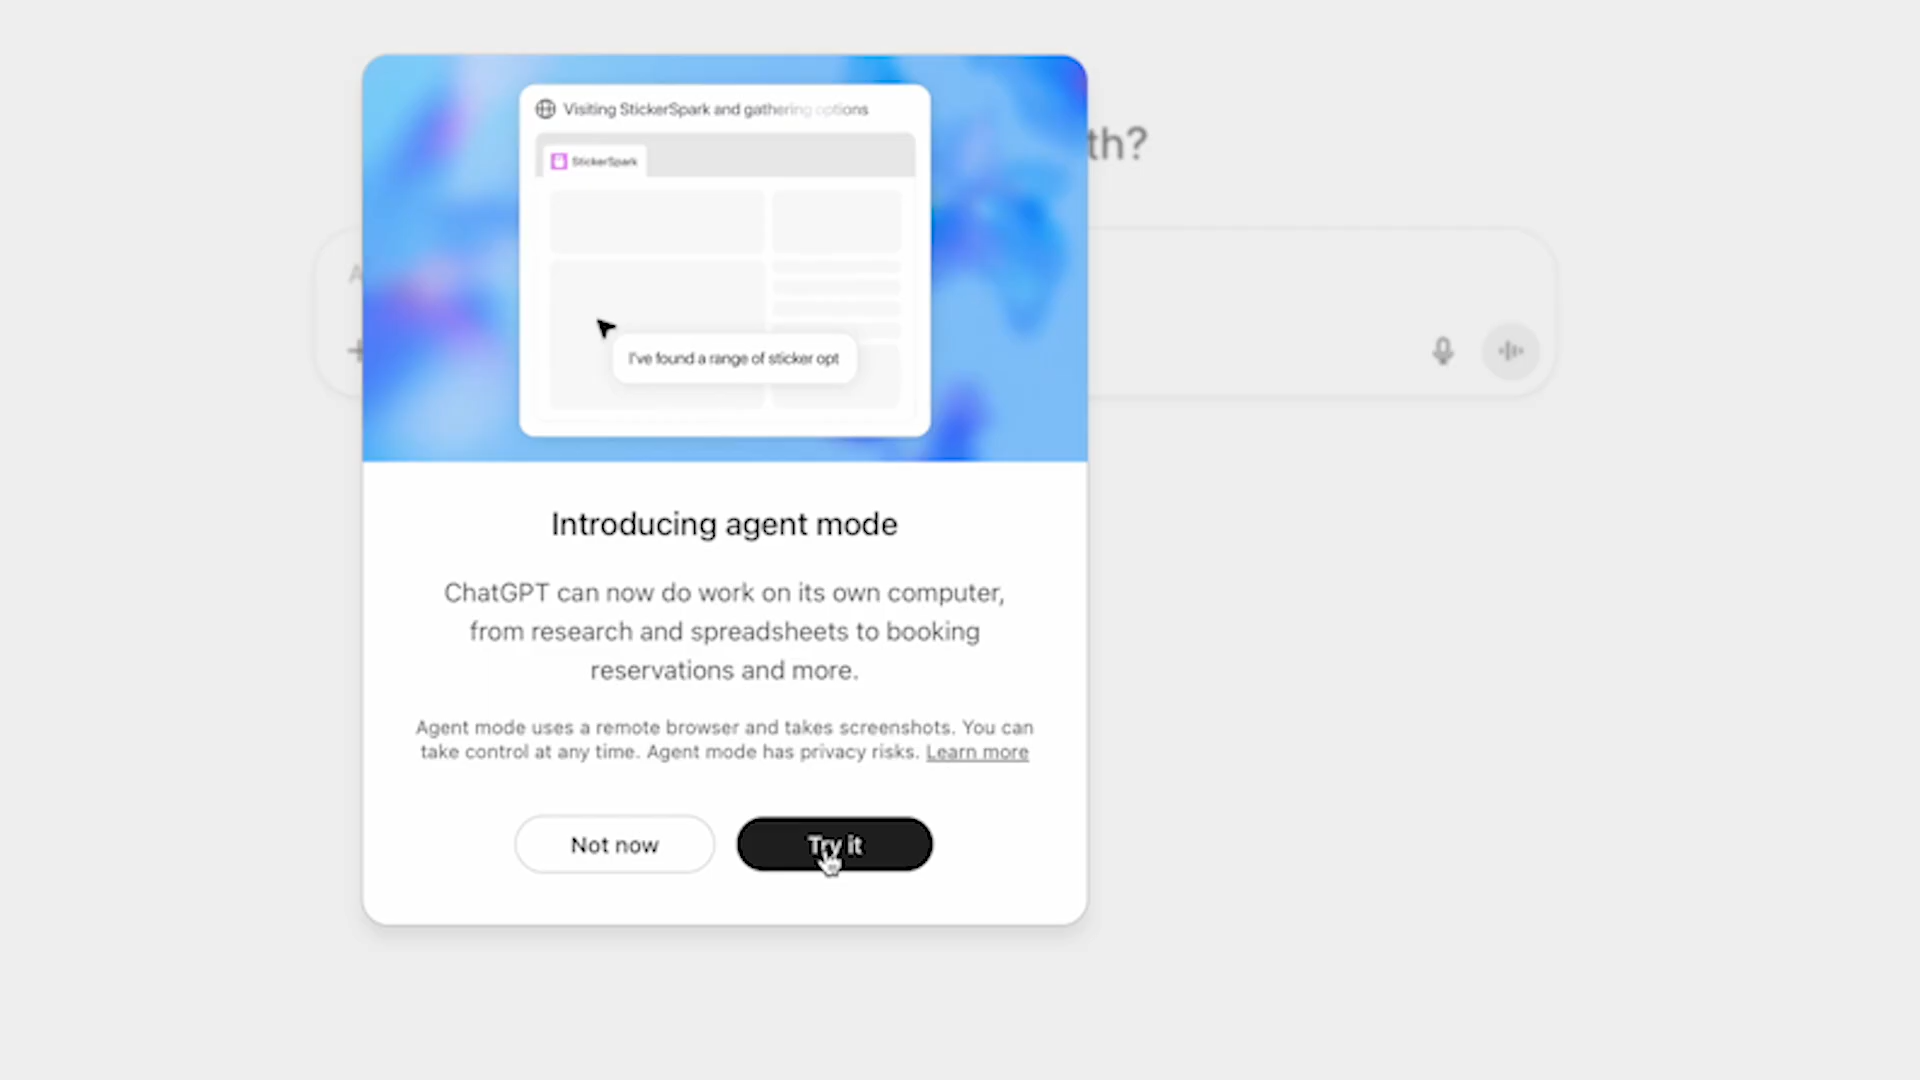 Visiting StickerSpark and gathering options
StickerSpark
I've found a range of sticker opt
th?
Introducing agent mode
ChatGPT can now do work on its own computer,
from research and spreadsheets to booking
reservations and more.
Agent mode uses a remote browser and takes screenshots. You can
take control at any time. Agent mode has privacy risks. Learn more
Not now
Try it